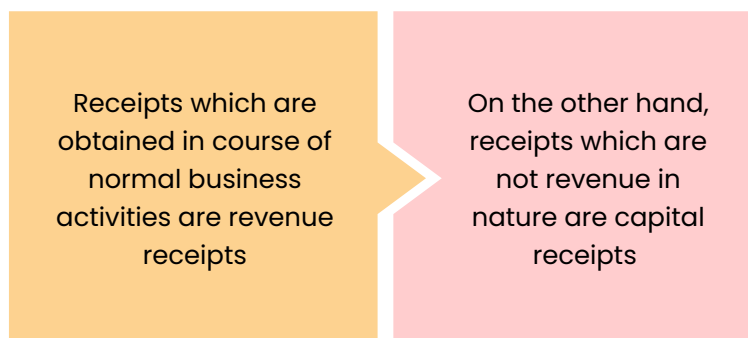 Receipts which are
obtained in course of
normal business
activities are revenue
receipts
On the other hand,
receipts which are
not revenue in
nature are capital
receipts